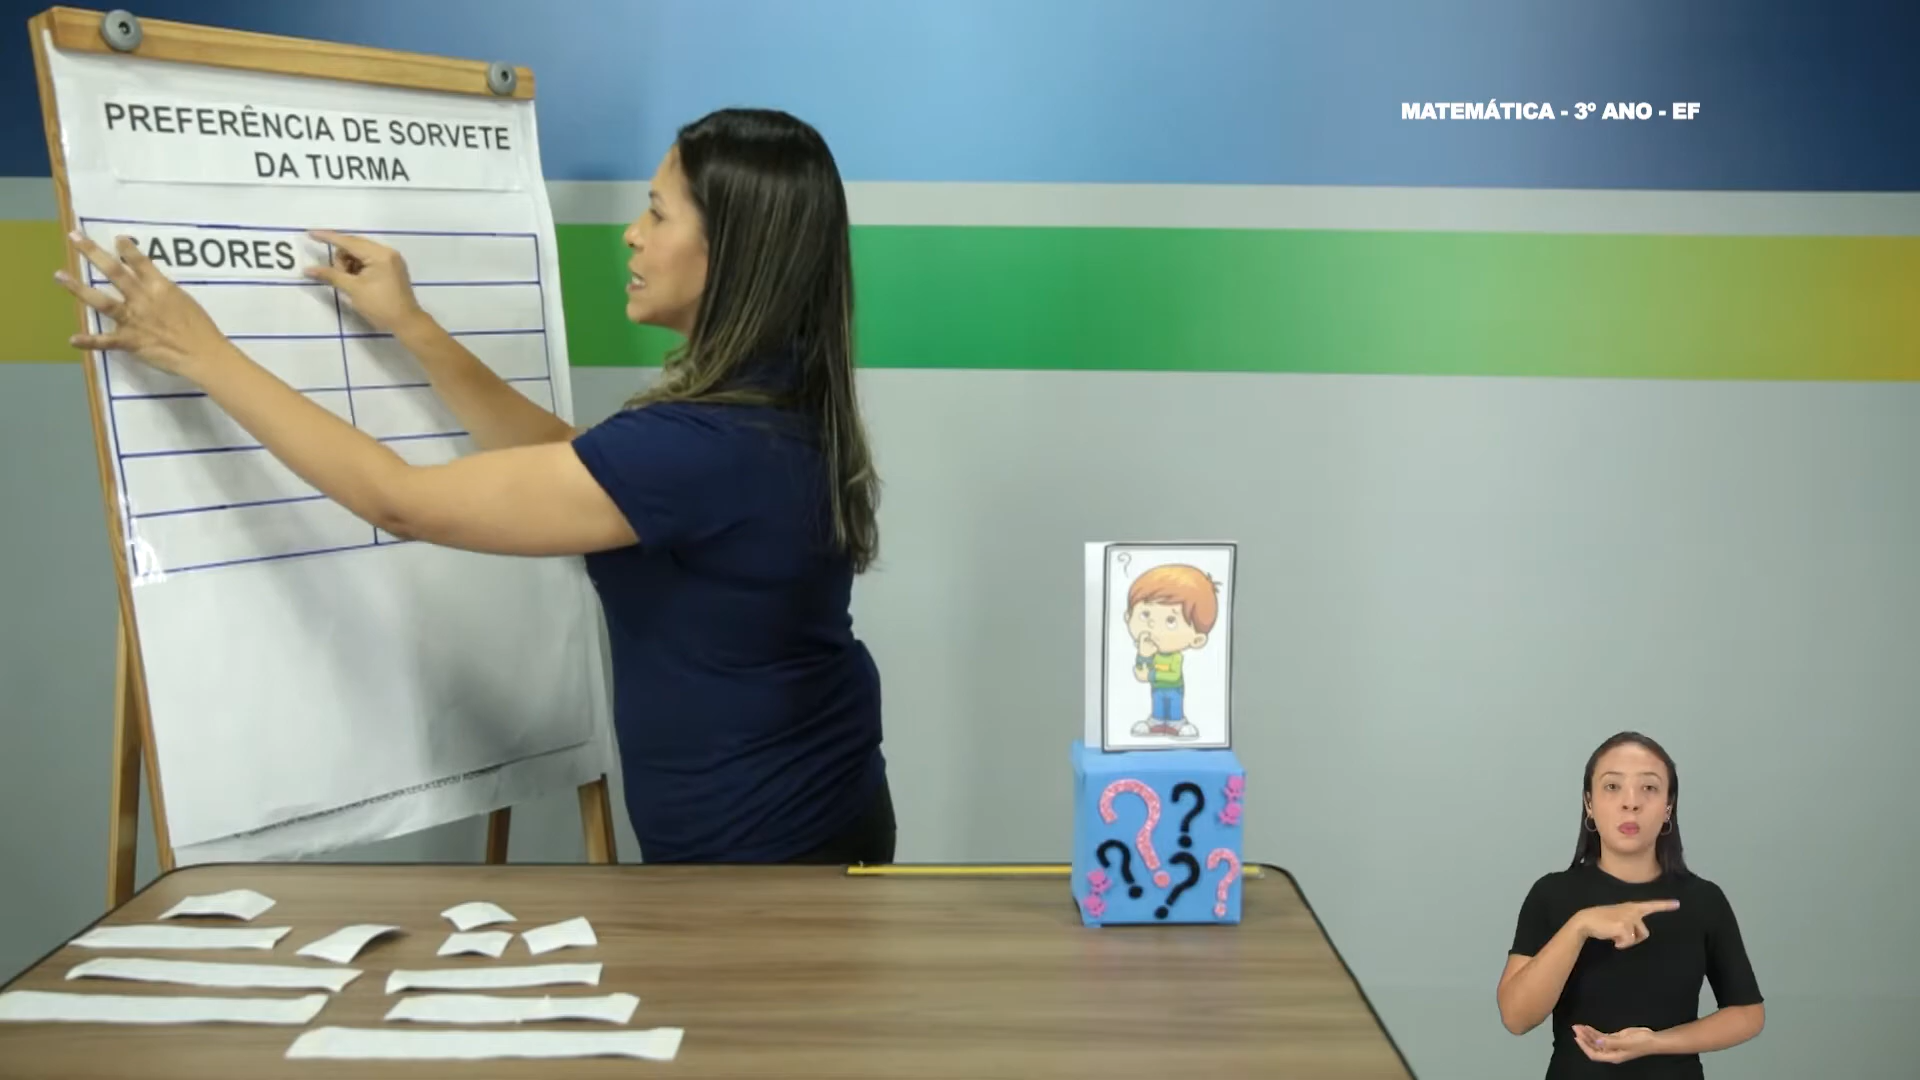 PREFERÊNCIA DE SORVETE
DA TURMA
SABORES
MATEMÁTICA - 3º ANO - EF
?
? ? ? ? ?